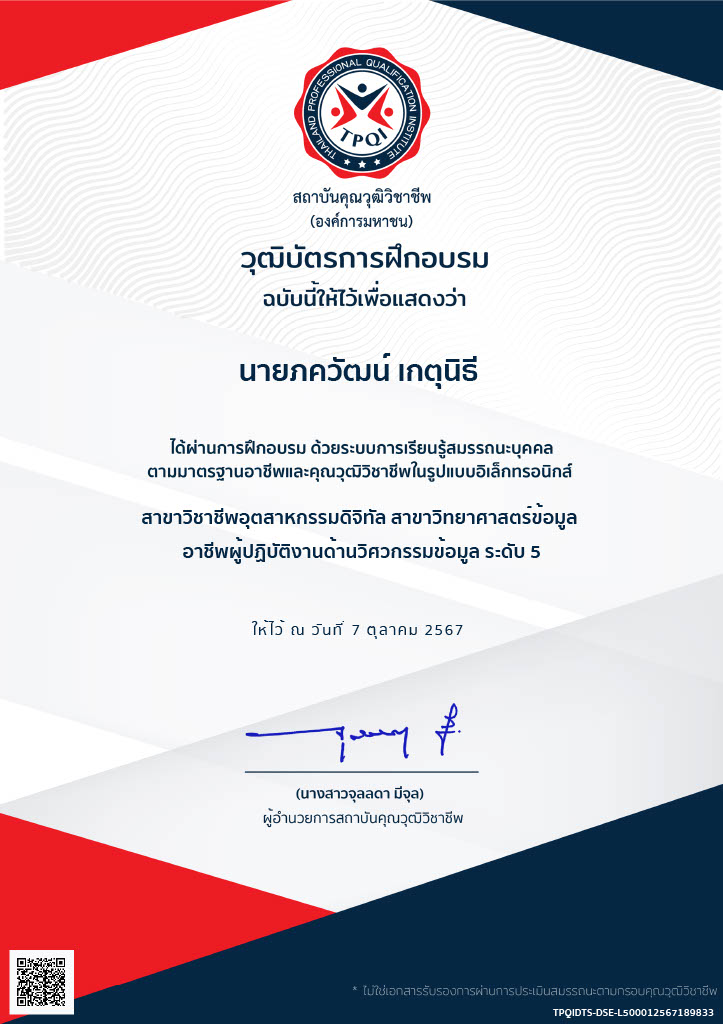 THAILAND PROFESSIONAL QUALIFICATION INSTITUTE
TPQI
สถาบันคุณวุฒิวิชาชีพ
(องค์การมหาชน)
วุฒิบัตรการฝึกอบรม
ฉบับนี้ให้ไว้เพื่อแสดงว่า
นายภควัฒน์ เกตุนิธี
ได้ผ่านการฝึกอบรม ด้วยระบบการเรียนรู้สมรรถนะบุคคล
ตามมาตรฐานอาชีพและคุณวุฒิวิชาชีพในรูปแบบอิเล็กทรอนิกส์
สาขาวิชาชีพอุตสาหกรรมดิจิทัล สาขาวิทยาศาสตร์ข้อมูล
อาชีพผู้ปฏิบัติงานด้านวิศวกรรมข้อมูล ระดับ 5
ให้ไว้ ณ วันที่ 7 ตุลาคม 2567
(นางสาวจุลลดา มีจุล)
ผู้อำนวยการสถาบันคุณวุฒิวิชาชีพ
* ไม่ใช่เอกสารรับรองการผ่านการประเมินสมรรถนะตามกรอบคุณวุฒิวิชาชีพ
TPQIDTS-DSE-L500012567189833